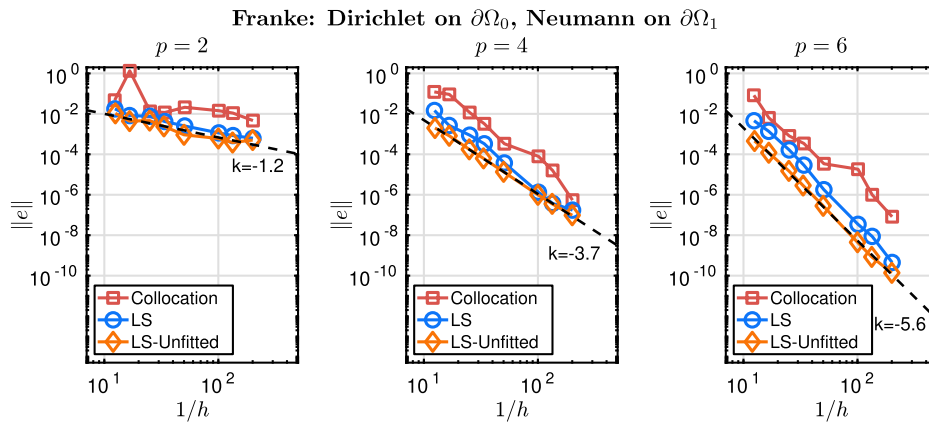 Franke: Dirichlet on ∂Ω₀, Neumann on ∂Ω₁
p = 2
‖e‖
10⁰
10⁻²
10⁻⁴
10⁻⁶
10⁻⁸
10⁻¹⁰
k=-1.2
Collocation
LS
LS-Unfitted
10¹
10²
1/h
p = 4
‖e‖
10⁰
10⁻²
10⁻⁴
10⁻⁶
10⁻⁸
10⁻¹⁰
k=-3.7
Collocation
LS
LS-Unfitted
10¹
10²
1/h
p = 6
‖e‖
10⁰
10⁻²
10⁻⁴
10⁻⁶
10⁻⁸
10⁻¹⁰
k=-5.6
Collocation
LS
LS-Unfitted
10¹
10²
1/h